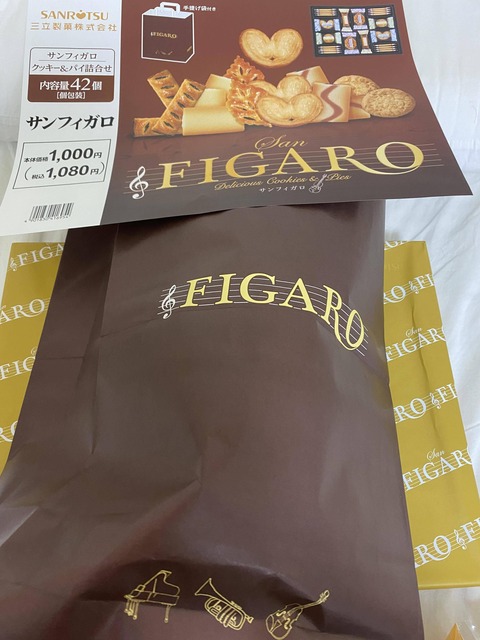 SANRITSU
三立製菓株式会社
手提げ袋付き
サンフィガロ
クッキー&パイ詰合せ
内容量42個
[個包装]
サンフィガロ
本体価格1,000円
(税込1,080円)
San
FIGARO
Delicious Cookies & Pies
サンフィガロ
FIGARO
San
FIGARO
San
FIGARO